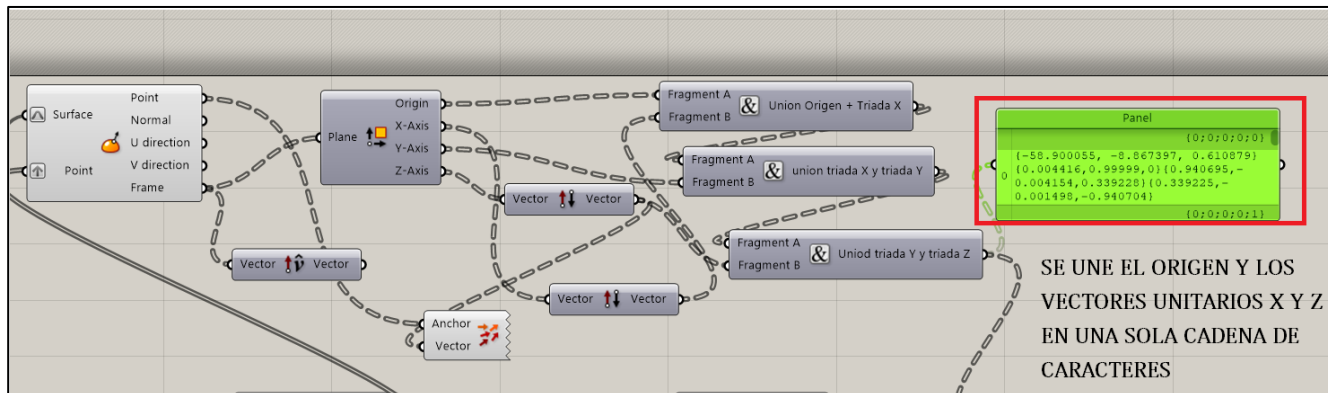 Surface
Point
Point
Normal
U direction
V direction
Frame
Plane
Origin
X-Axis
Y-Axis
Z-Axis
Vector Vector
Vector Vector
Vector Vector
Anchor
Vector
Fragment A
Fragment B
& Union Origen + Triada X
Fragment A
Fragment B
& union triada X y triada Y
Fragment A
Fragment B
& Uniod triada Y y triada Z
Panel
{0;0;0;0;0}
0 {-58.900055, -8.867397, 0.610879}
{0.004416,0.99999,0}{0.940695,-
0.004154,0.339228}{0.339225,-
0.001498,-0.940704}
{0;0;0;0;1}
SE UNE EL ORIGEN Y LOS
VECTORES UNITARIOS X Y Z
EN UNA SOLA CADENA DE
CARACTERES